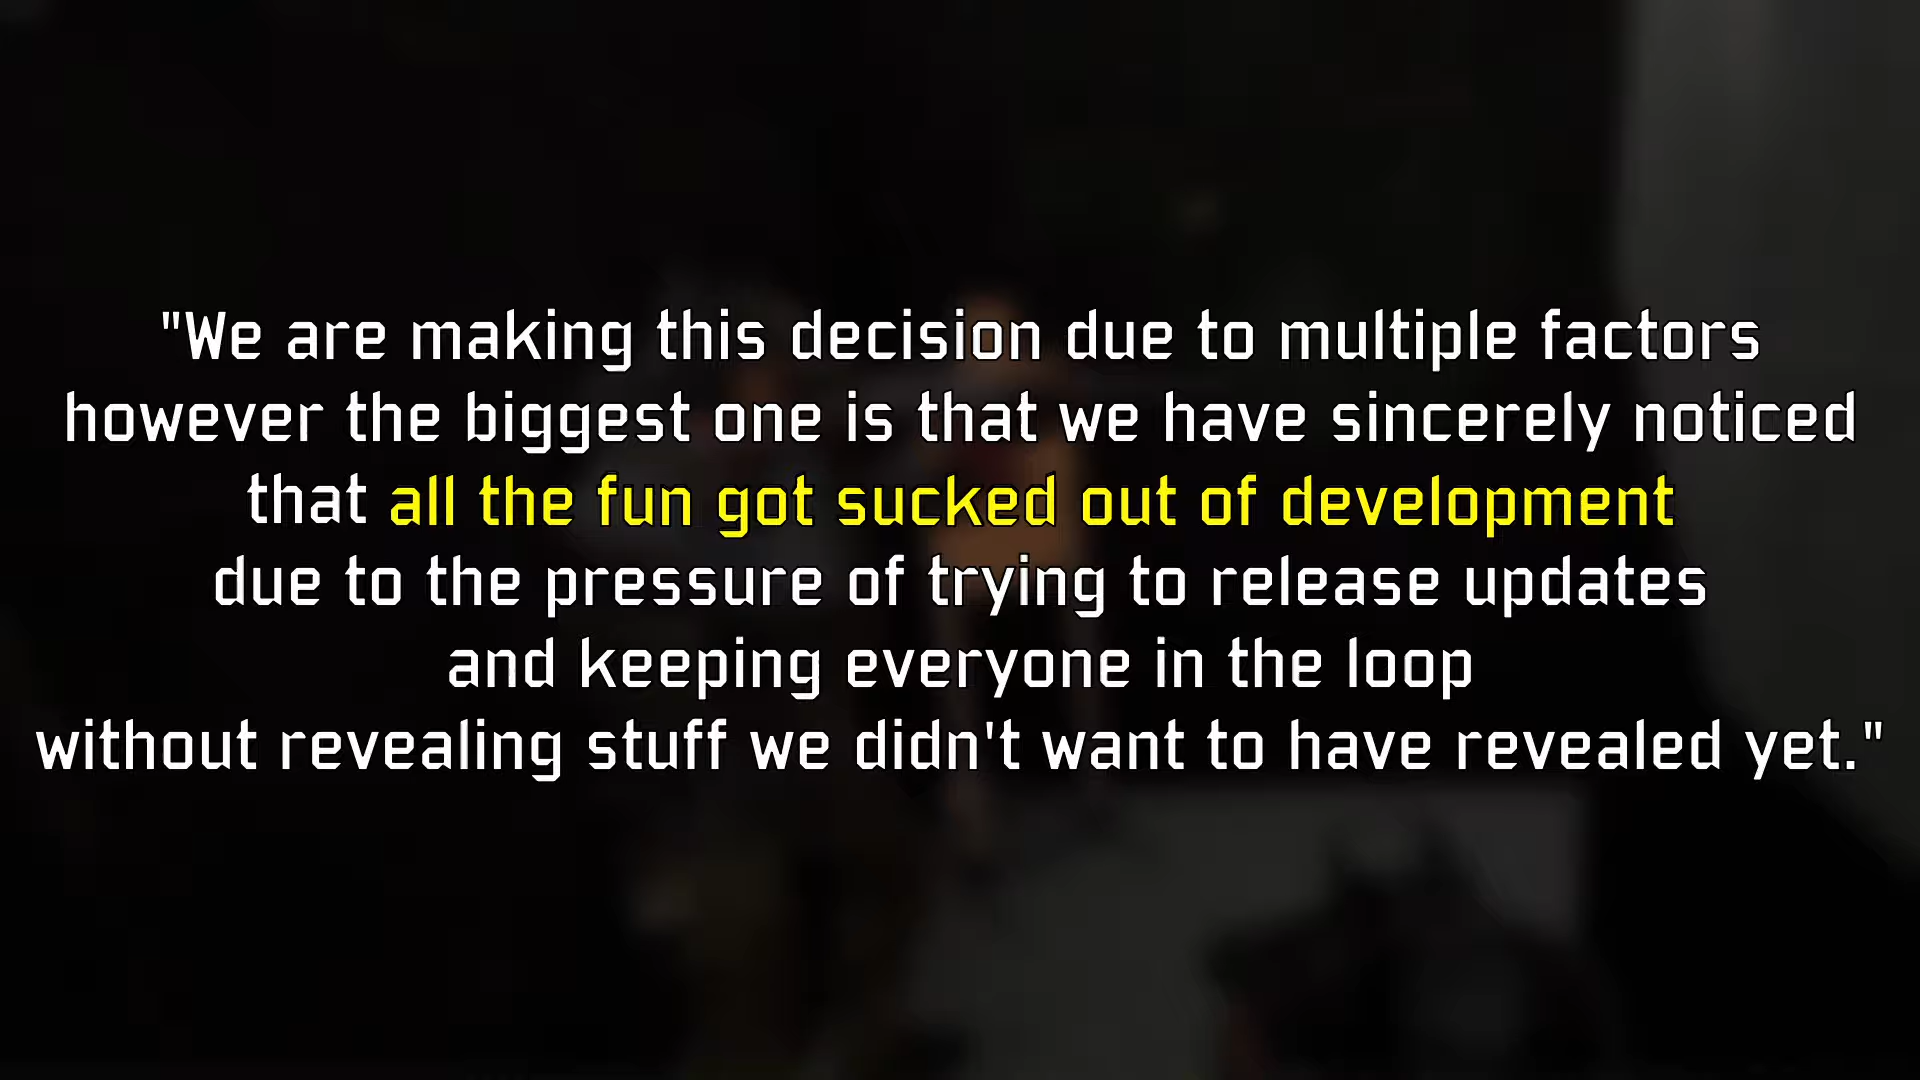 "We are making this decision due to multiple factors
however the biggest one is that we have sincerely noticed
that all the fun got sucked out of development
due to the pressure of trying to release updates
and keeping everyone in the loop
without revealing stuff we didn't want to have revealed yet."